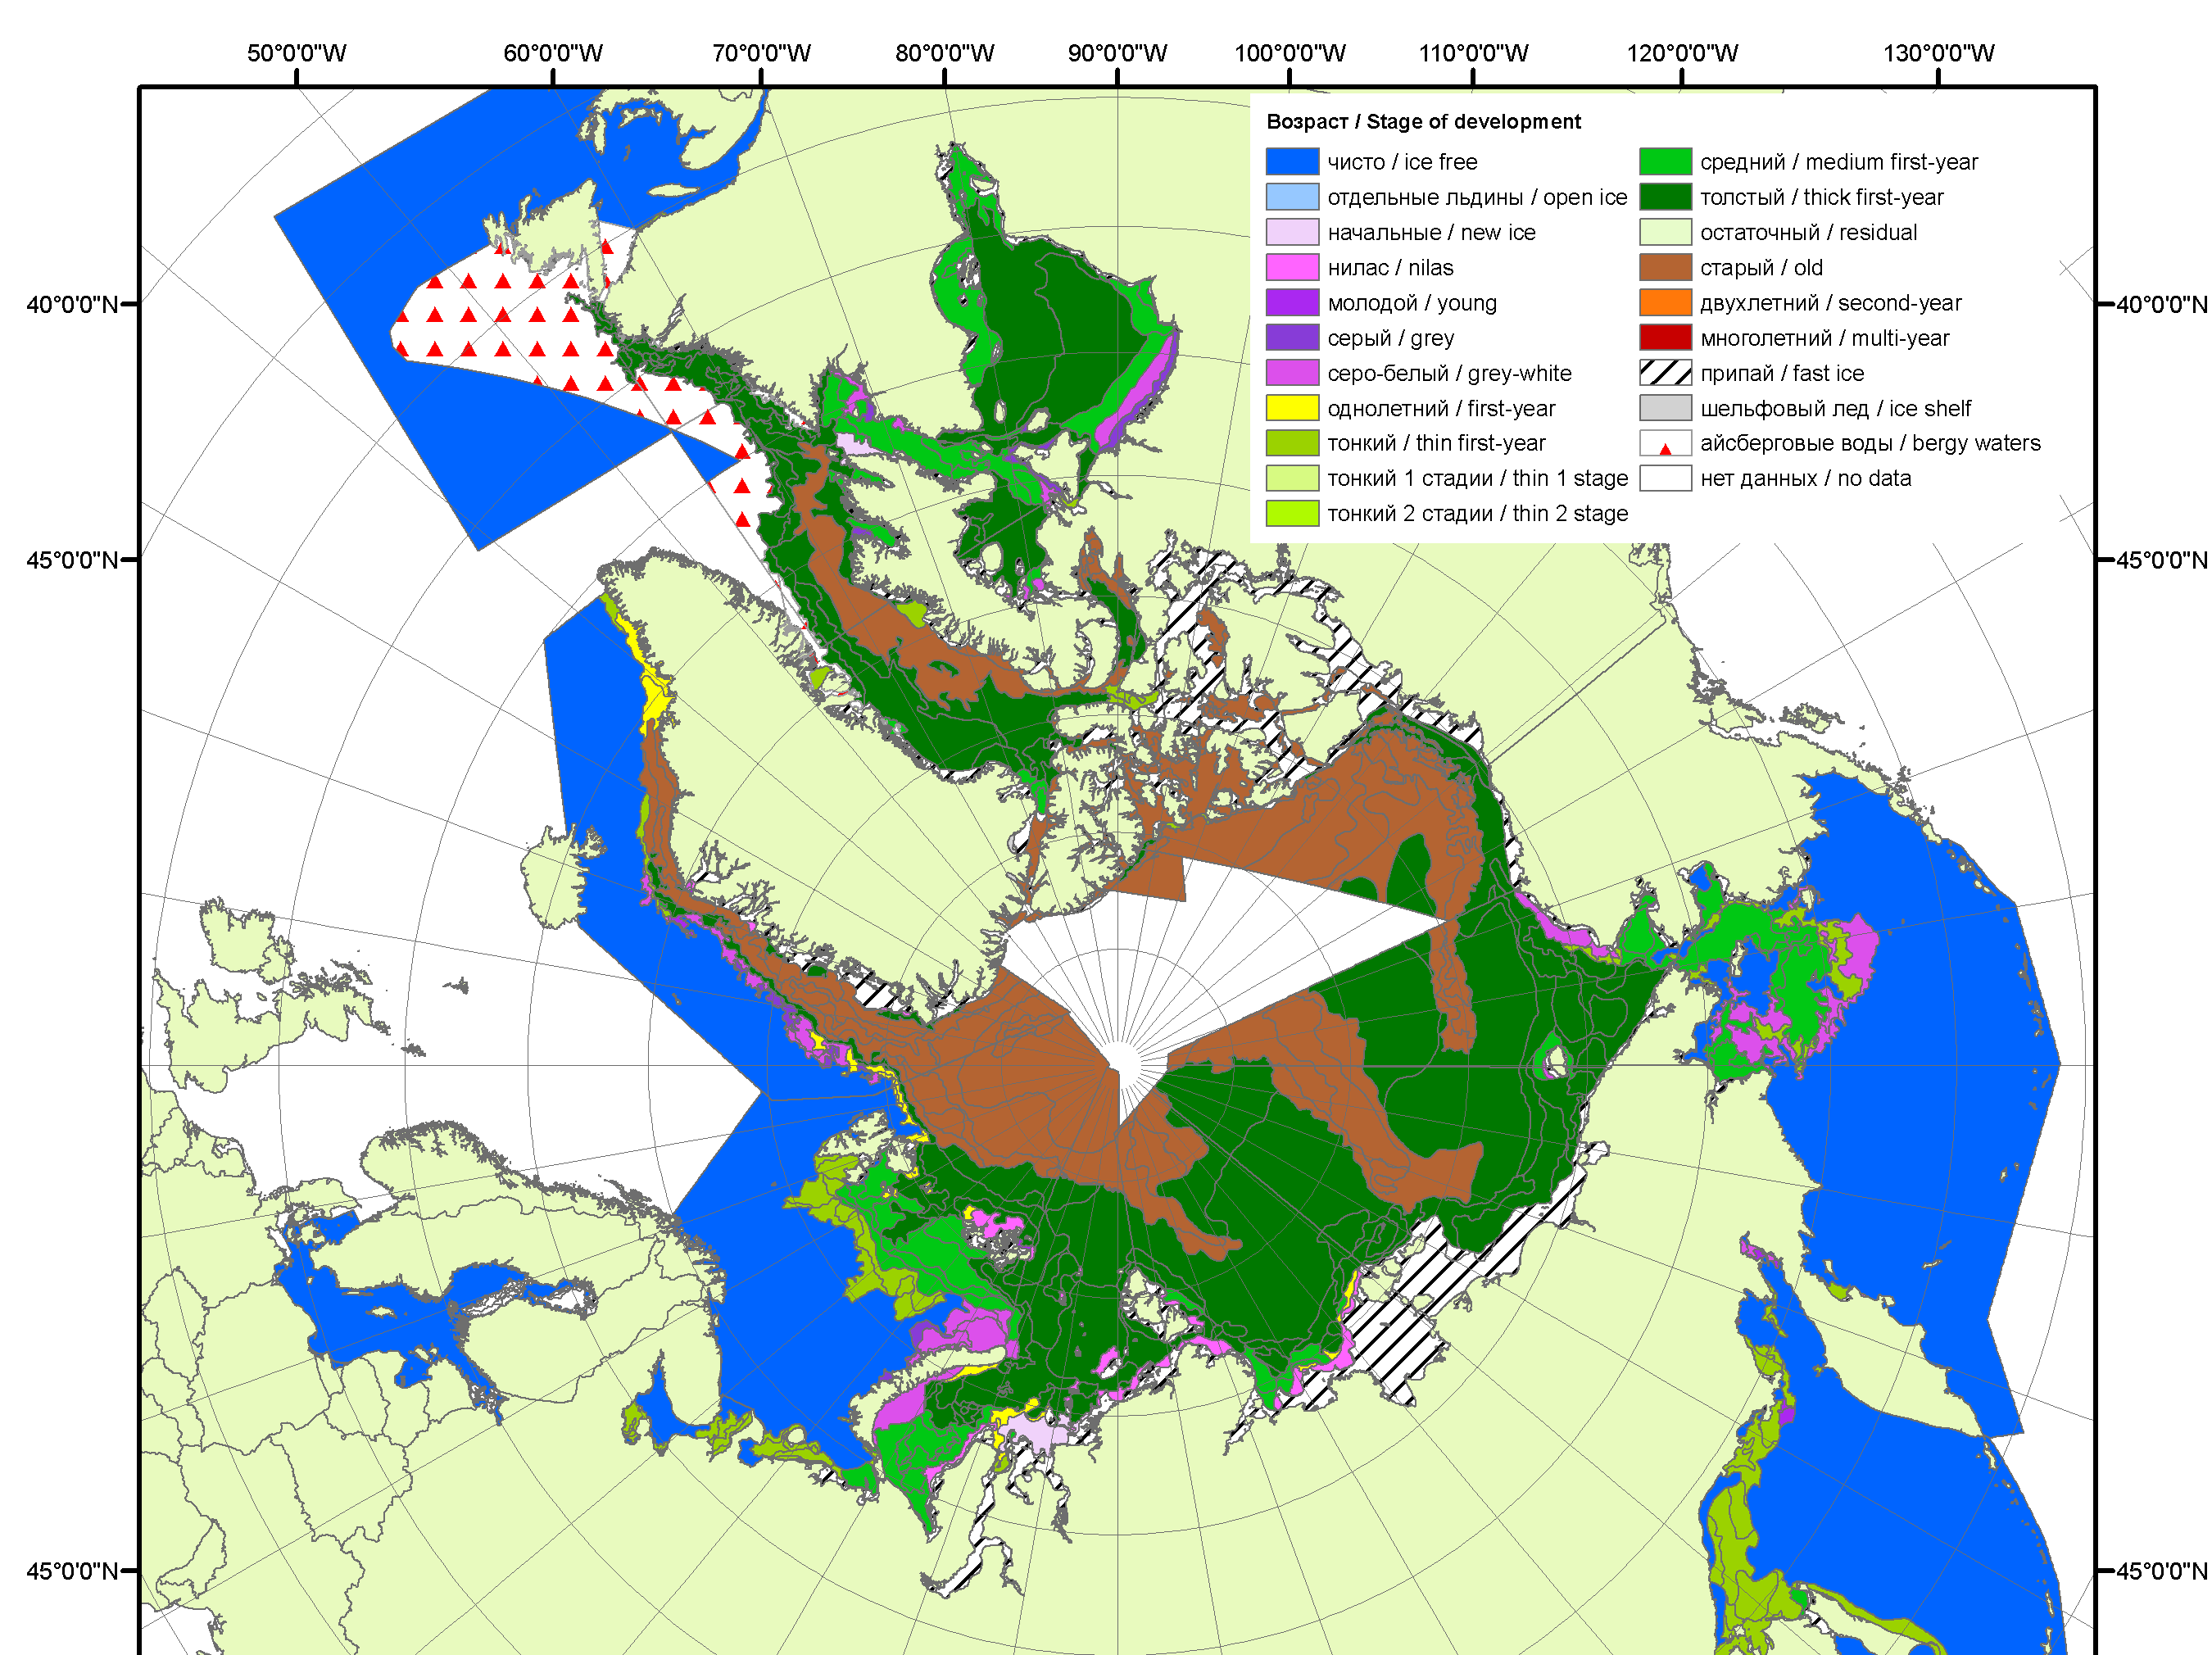 50°0'0"W 60°0'0"W 70°0'0"W 80°0'0"W 90°0'0"W 100°0'0"W 110°0'0"W 120°0'0"W 130°0'0"W
Возраст / Stage of development
чисто / ice free
отдельные льдины / open ice
начальные / new ice
нилас / nilas
молодой / young
серый / grey
серо-белый / grey-white
однолетний / first-year
тонкий / thin first-year
тонкий 1 стадии / thin 1 stage
тонкий 2 стадии / thin 2 stage
средний / medium first-year
толстый / thick first-year
остаточный / residual
старый / old
двухлетний / second-year
многолетний / multi-year
припай / fast ice
шельфовый лед / ice shelf
айсберговые воды / bergy waters
нет данных / no data
40°0'0"N 40°0'0"N
45°0'0"N 45°0'0"N
45°0'0"N 45°0'0"N